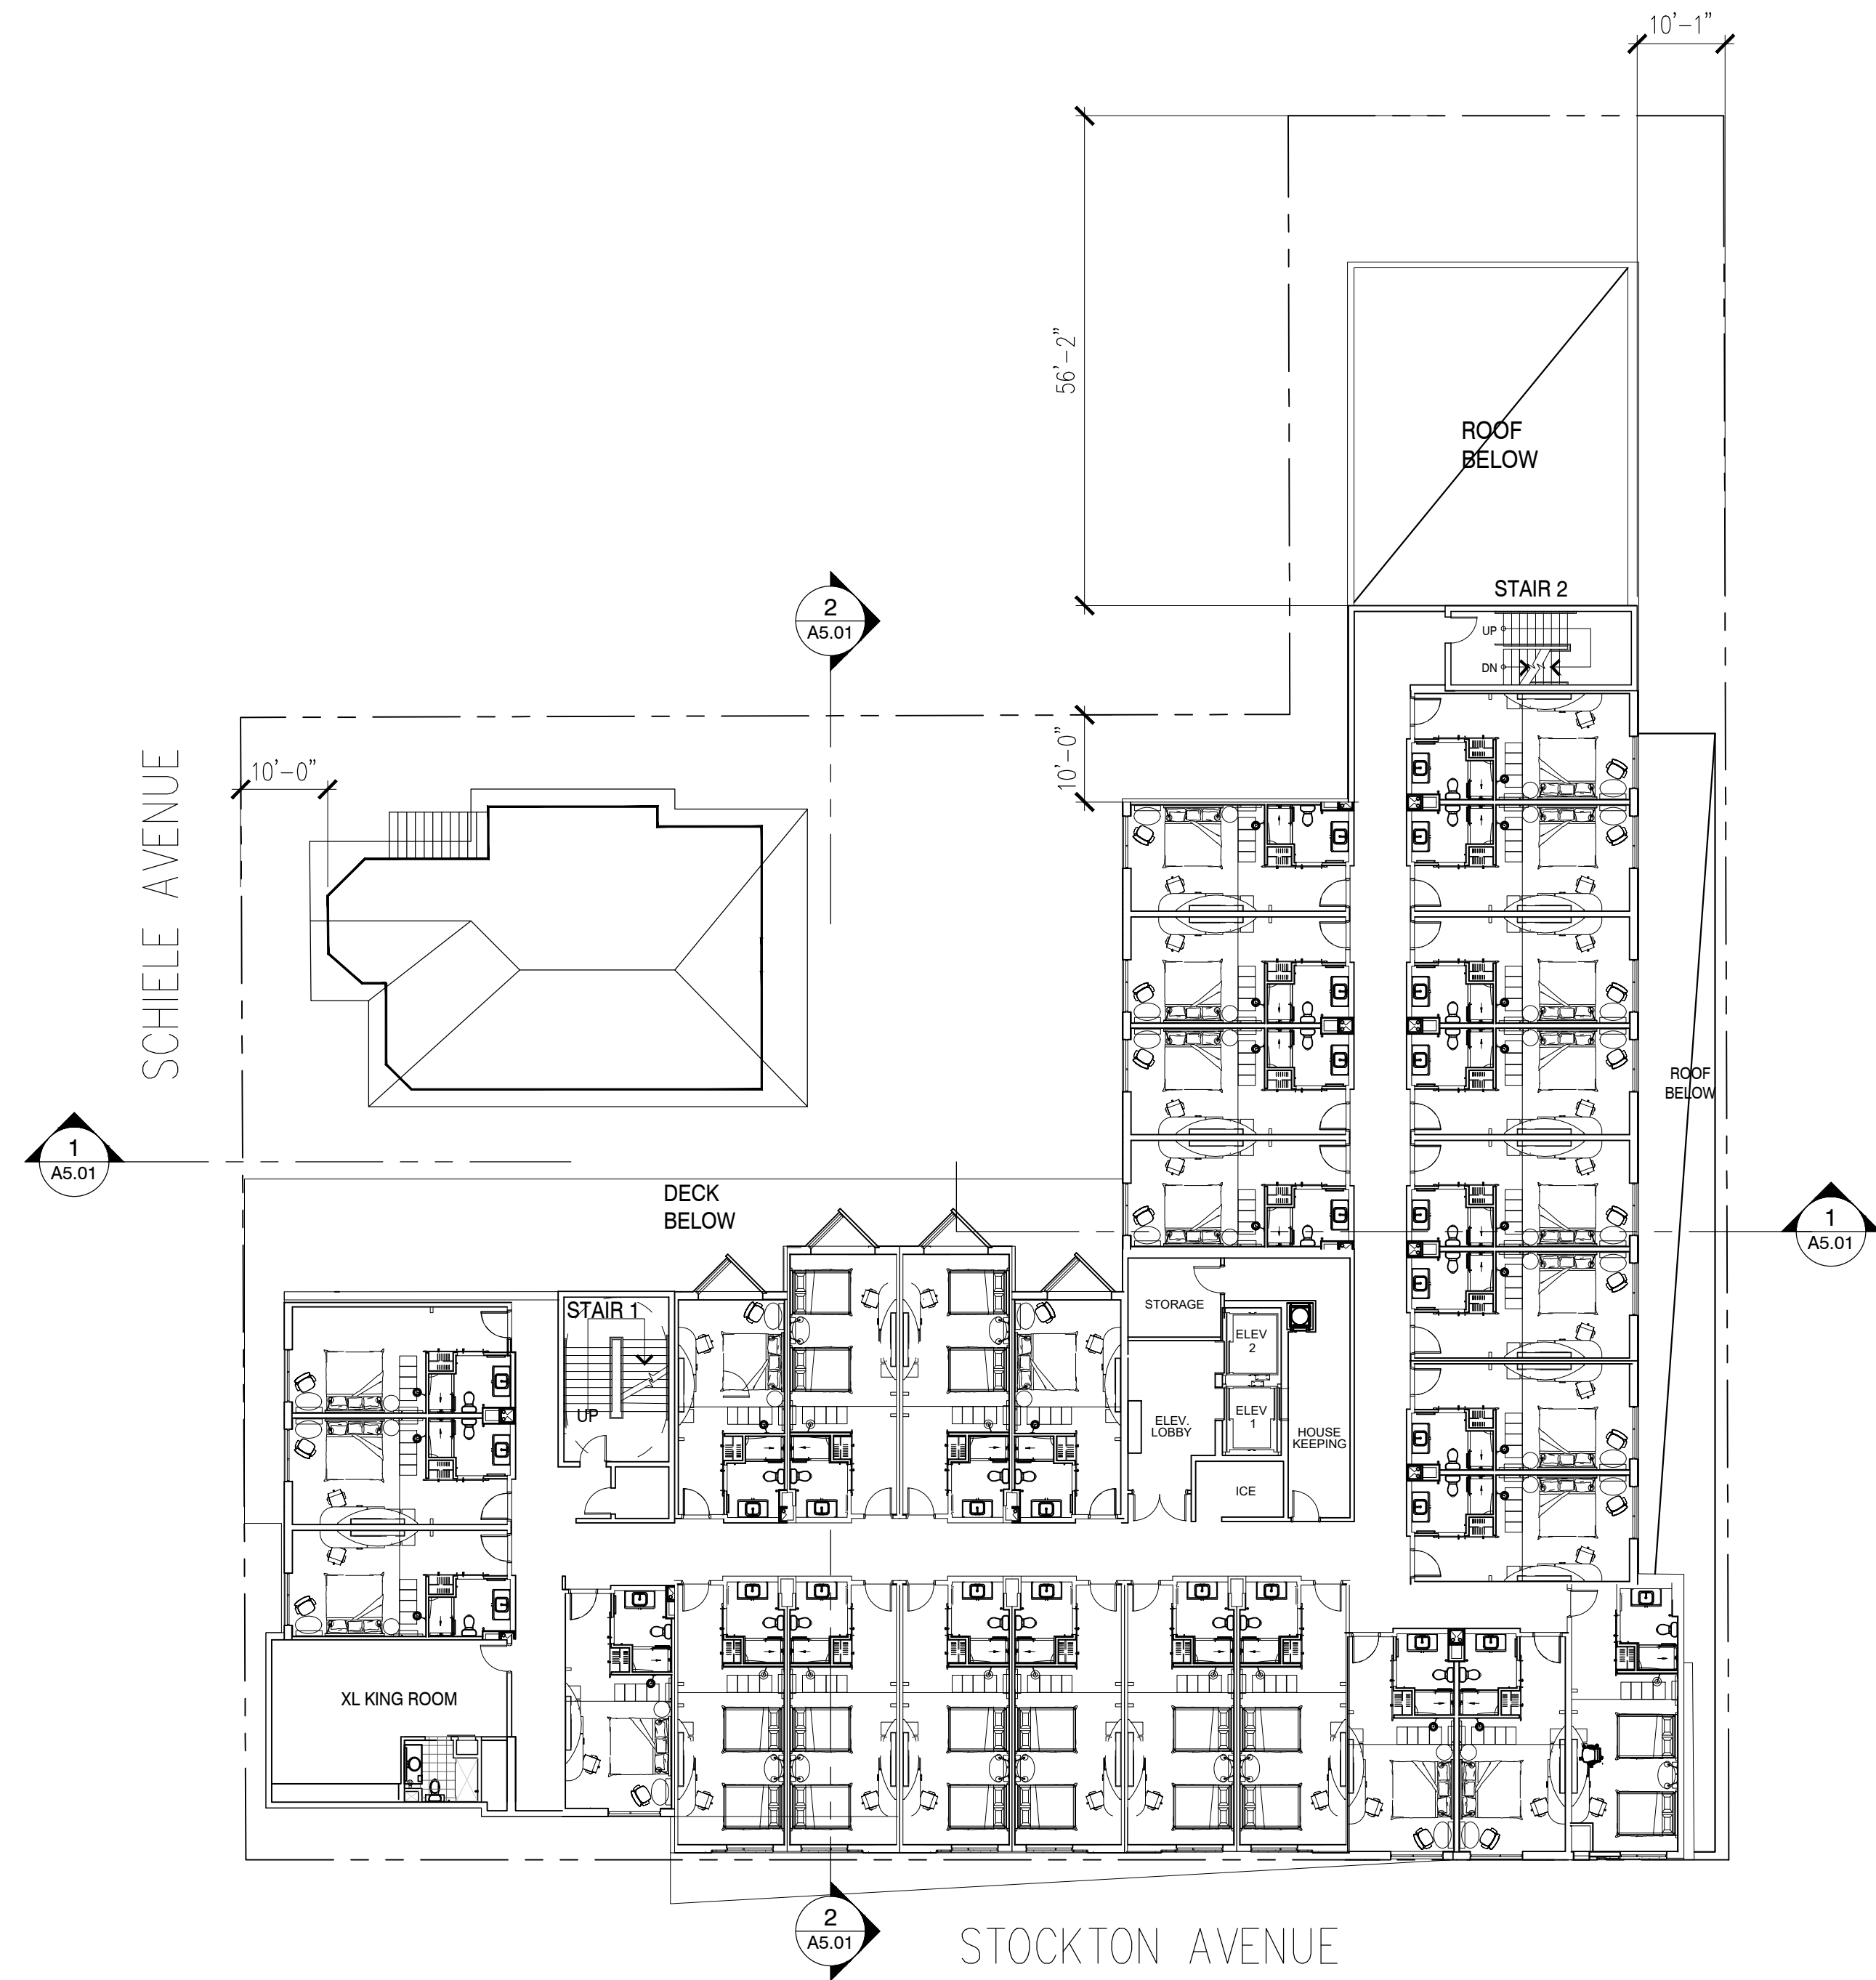 10'-1"
56'-2"
ROOF
BELOW
STAIR 2
UP
DN
2
A5.01
SCHIELE AVENUE
10'-0"
10'-0"
ROOF
BELOW
1
A5.01
DECK
BELOW
1
A5.01
STAIR 1
UP
STORAGE
ELEV
2
ELEV
1
ELEV.
LOBBY
HOUSE
KEEPING
ICE
XL KING ROOM
2
A5.01
STOCKTON AVENUE